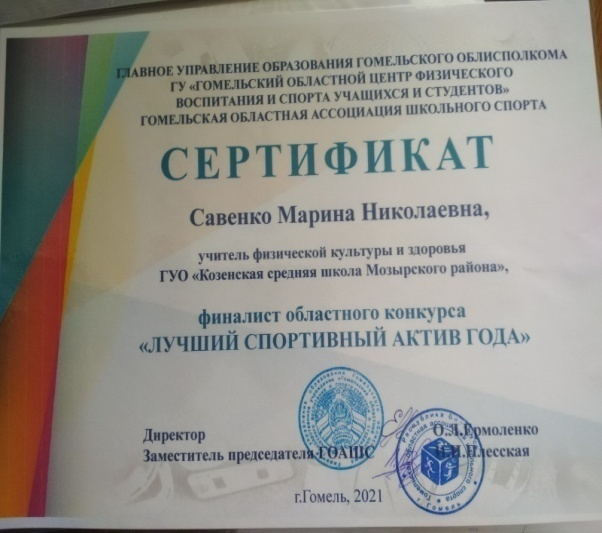 ГЛАВНОЕ УПРАВЛЕНИЕ ОБРАЗОВАНИЯ ГОМЕЛЬСКОГО ОБЛИСПОЛКОМА
ГУ «ГОМЕЛЬСКИЙ ОБЛАСТНОЙ ЦЕНТР ФИЗИЧЕСКОГО
ВОСПИТАНИЯ И СПОРТА УЧАЩИХСЯ И СТУДЕНТОВ»
ГОМЕЛЬСКАЯ ОБЛАСТНАЯ АССОЦИАЦИЯ ШКОЛЬНОГО СПОРТА
СЕРТИФИКАТ
Савенко Марина Николаевна,
учитель физической культуры и здоровья
ГУО «Козенская средняя школа Мозырского района»,
финалист областного конкурса
«ЛУЧШИЙ СПОРТИВНЫЙ АКТИВ ГОДА»
Директор О.Л.Ермоленко
Заместитель председателя ГОАШС Плесская
г.Гомель, 2021